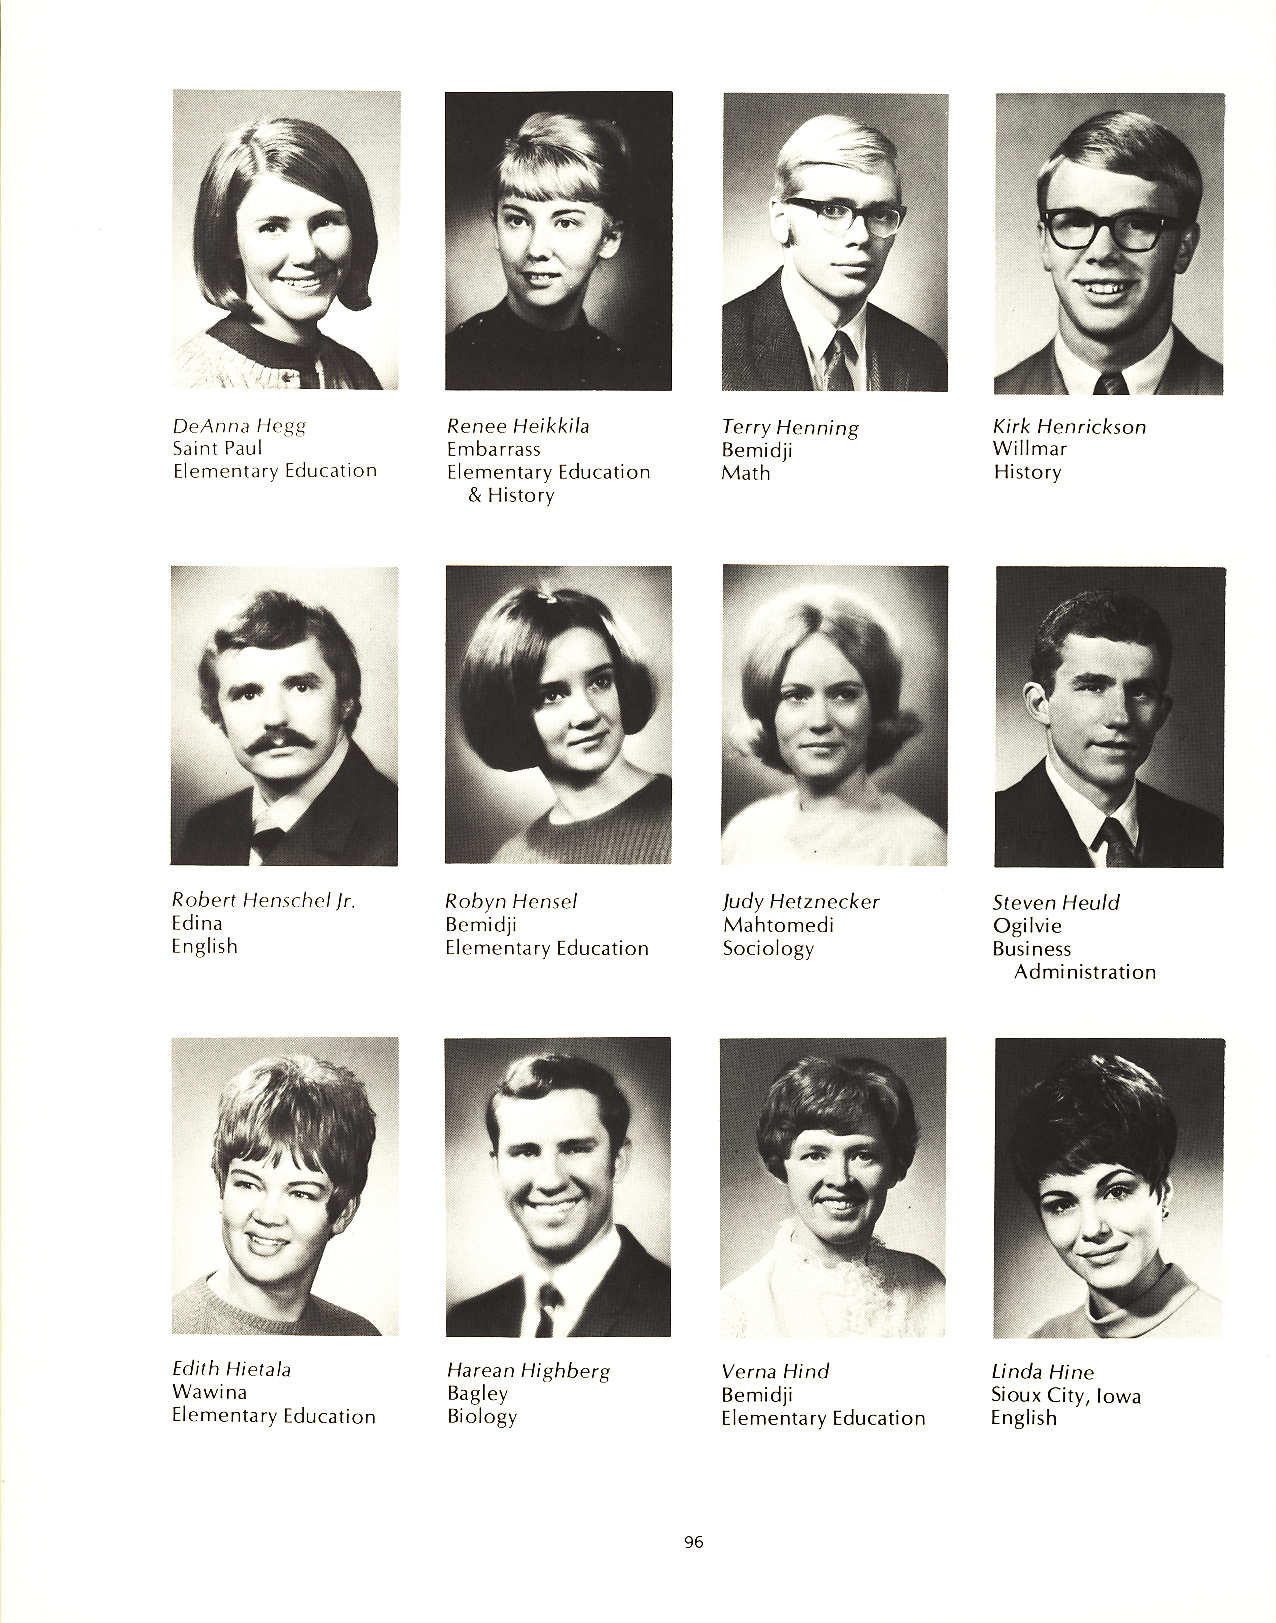 DeAnna Hegg
Saint Paul
Elementary Education
Renee Heikkila
Embarrass
Elementary Education
& History
Terry Henning
Bemidji
Math
Kirk Henrickson
Willmar
History
Robert Henschel Jr.
Edina
English
Robyn Hensel
Bemidji
Elementary Education
Judy Hetznecker
Mahtomedi
Sociology
Steven Heuld
Ogilvie
Business
Administration
Edith Hietala
Wawina
Elementary Education
Harean Highberg
Bagley
Biology
Verna Hind
Bemidji
Elementary Education
Linda Hine
Sioux City, Iowa
English
96